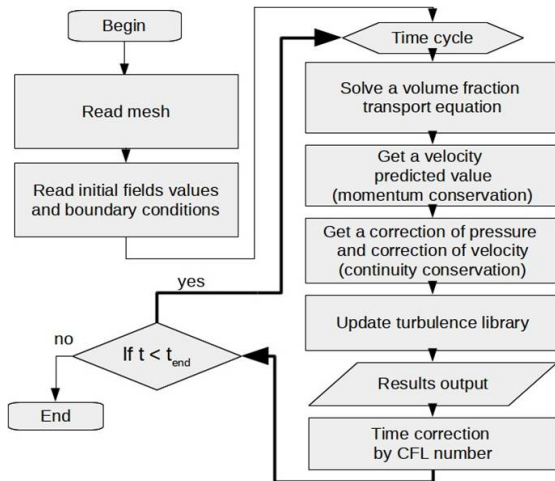 Begin
Read mesh
Read initial fields values
and boundary conditions
Time cycle
Solve a volume fraction
transport equation
Get a velocity
predicted value
(momentum conservation)
Get a correction of pressure
and correction of velocity
(continuity conservation)
Update turbulence library
Results output
Time correction
by CFL number
If t < tend
yes
no
End